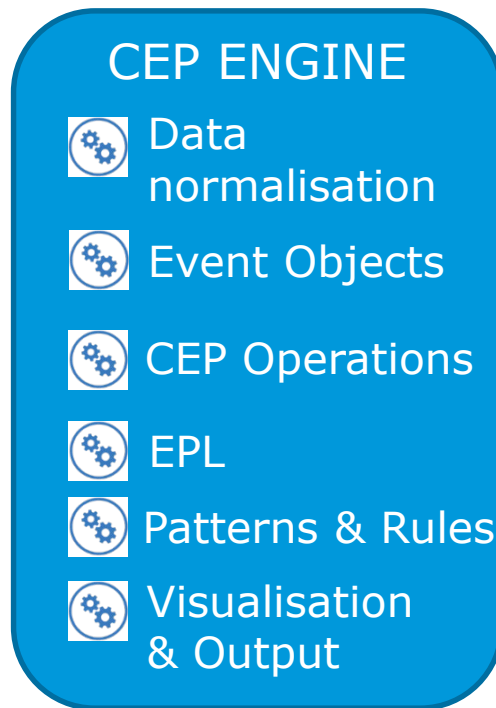 CEP ENGINE
Data
normalisation
Event Objects
CEP Operations
EPL
Patterns & Rules
Visualisation
& Output